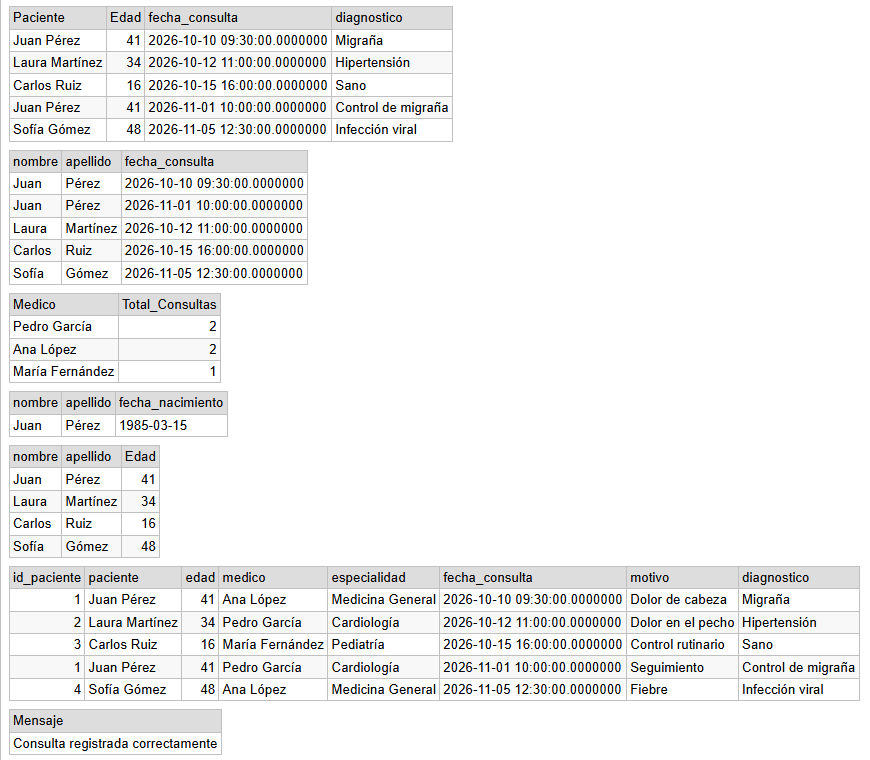 Paciente Edad fecha_consulta diagnostico
Juan Pérez 41 2026-10-10 09:30:00.0000000 Migraña
Laura Martínez 34 2026-10-12 11:00:00.0000000 Hipertensión
Carlos Ruiz 16 2026-10-15 16:00:00.0000000 Sano
Juan Pérez 41 2026-11-01 10:00:00.0000000 Control de migraña
Sofía Gómez 48 2026-11-05 12:30:00.0000000 Infección viral
nombre apellido fecha_consulta
Juan Pérez 2026-10-10 09:30:00.0000000
Juan Pérez 2026-11-01 10:00:00.0000000
Laura Martínez 2026-10-12 11:00:00.0000000
Carlos Ruiz 2026-10-15 16:00:00.0000000
Sofía Gómez 2026-11-05 12:30:00.0000000
Medico Total_Consultas
Pedro García 2
Ana López 2
María Fernández 1
nombre apellido fecha_nacimiento
Juan Pérez 1985-03-15
nombre apellido Edad
Juan Pérez 41
Laura Martínez 34
Carlos Ruiz 16
Sofía Gómez 48
id_paciente paciente edad medico especialidad fecha_consulta motivo diagnostico
1 Juan Pérez 41 Ana López Medicina General 2026-10-10 09:30:00.0000000 Dolor de cabeza Migraña
2 Laura Martínez 34 Pedro García Cardiología 2026-10-12 11:00:00.0000000 Dolor en el pecho Hipertensión
3 Carlos Ruiz 16 María Fernández Pediatría 2026-10-15 16:00:00.0000000 Control rutinario Sano
1 Juan Pérez 41 Pedro García Cardiología 2026-11-01 10:00:00.0000000 Seguimiento Control de migraña
4 Sofía Gómez 48 Ana López Medicina General 2026-11-05 12:30:00.0000000 Fiebre Infección viral
Mensaje
Consulta registrada correctamente